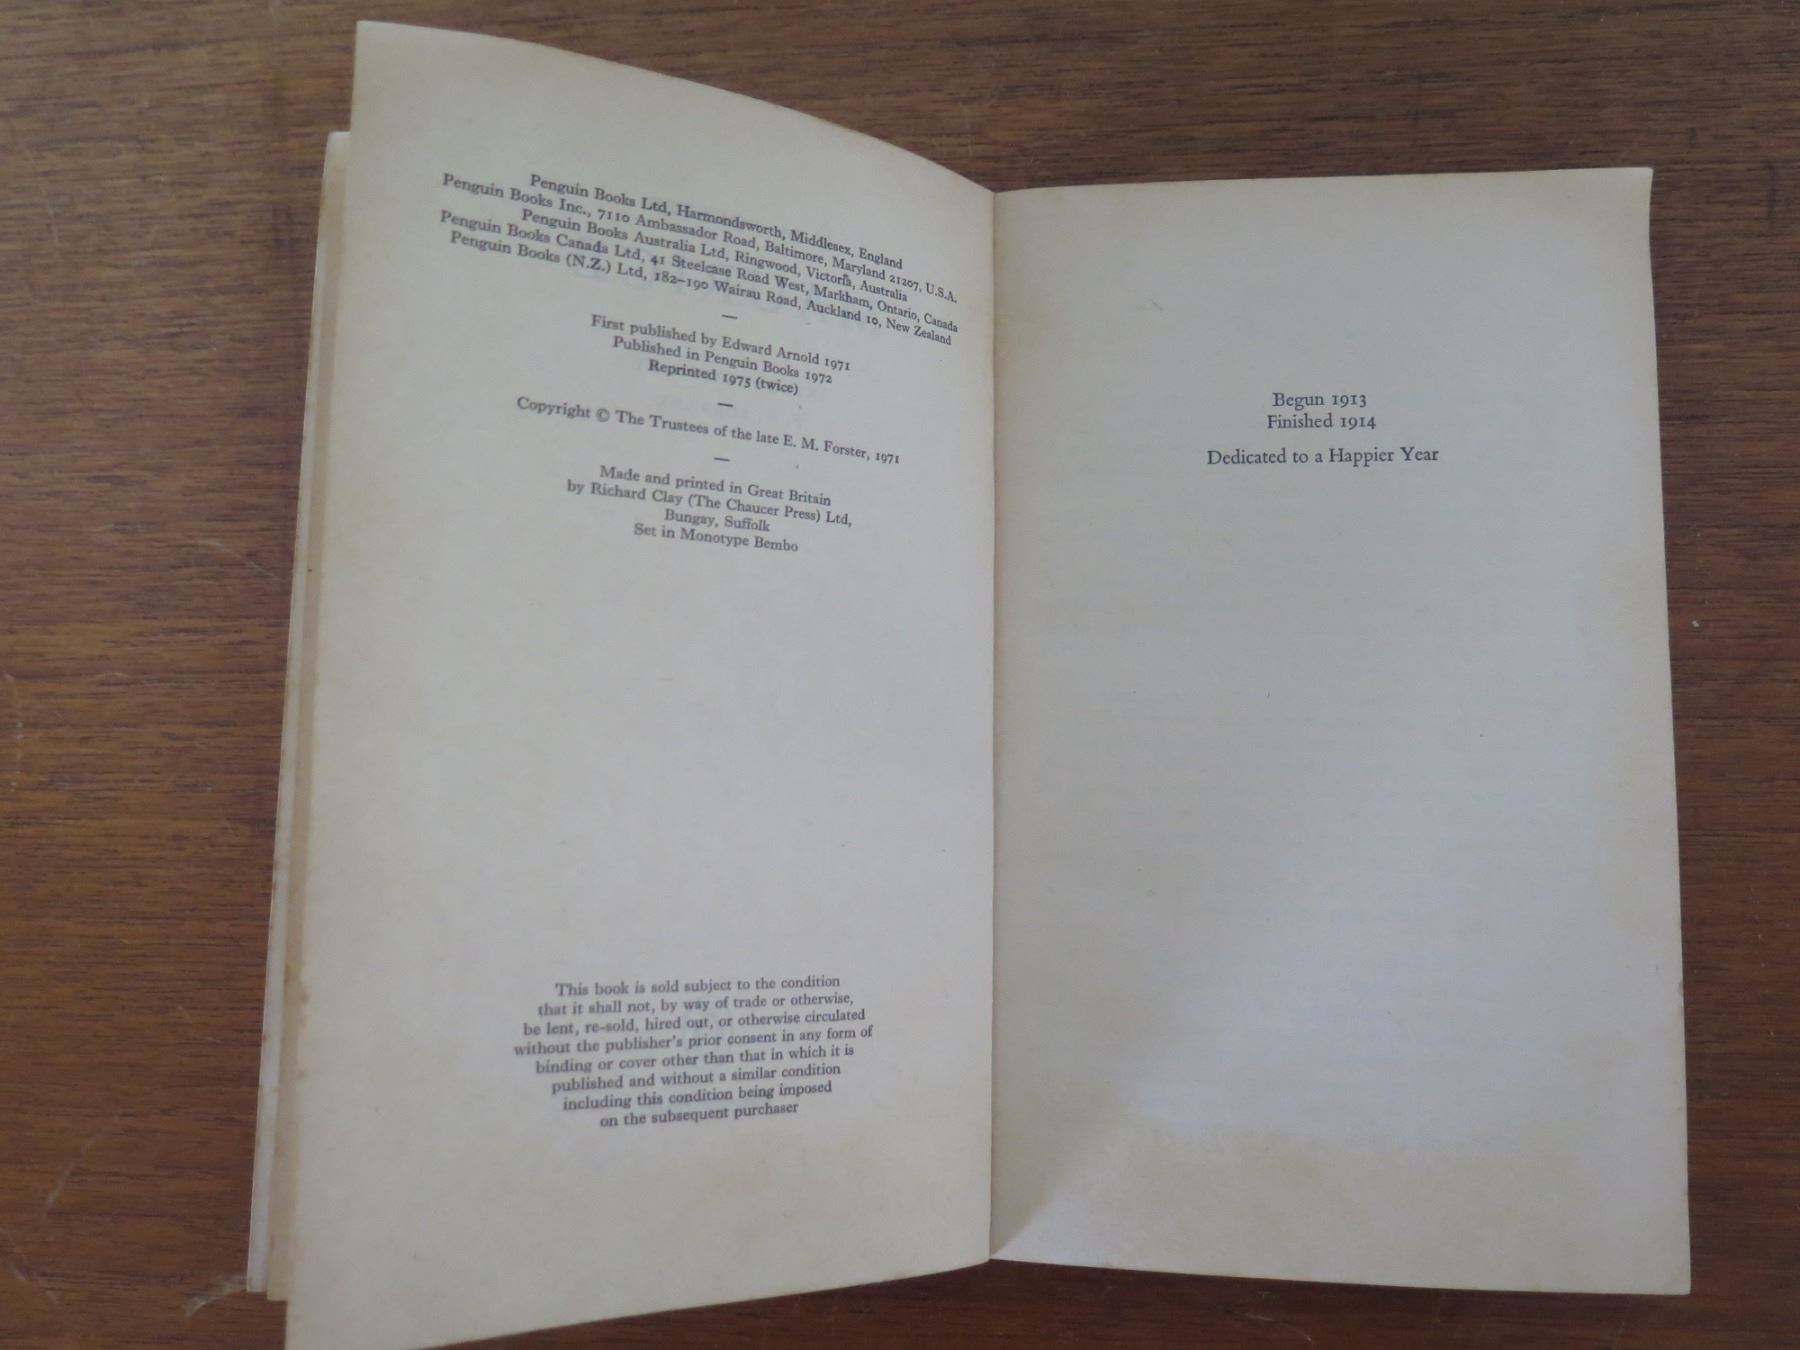 Penguin Books Ltd, Harmondsworth, Middlesex, England
Penguin Books Inc., 7110 Ambassador Road, Baltimore, Maryland 21207, U.S.A.
Penguin Books Australia Ltd, Ringwood, Victoria, Australia
Penguin Books Canada Ltd, 41 Steelcase Road West, Markham, Ontario, Canada
Penguin Books (N.Z.) Ltd, 182–190 Wairau Road, Auckland 10, New Zealand
—
First published by Edward Arnold 1971
Published in Penguin Books 1972
Reprinted 1975 (twice)
—
Copyright © The Trustees of the late E. M. Forster, 1971
—
Made and printed in Great Britain
by Richard Clay (The Chaucer Press) Ltd,
Bungay, Suffolk
Set in Monotype Bembo
This book is sold subject to the condition
that it shall not, by way of trade or otherwise,
be lent, re-sold, hired out, or otherwise circulated
without the publisher's prior consent in any form of
binding or cover other than that in which it is
published and without a similar condition
including this condition being imposed
on the subsequent purchaser
Begun 1913
Finished 1914
Dedicated to a Happier Year